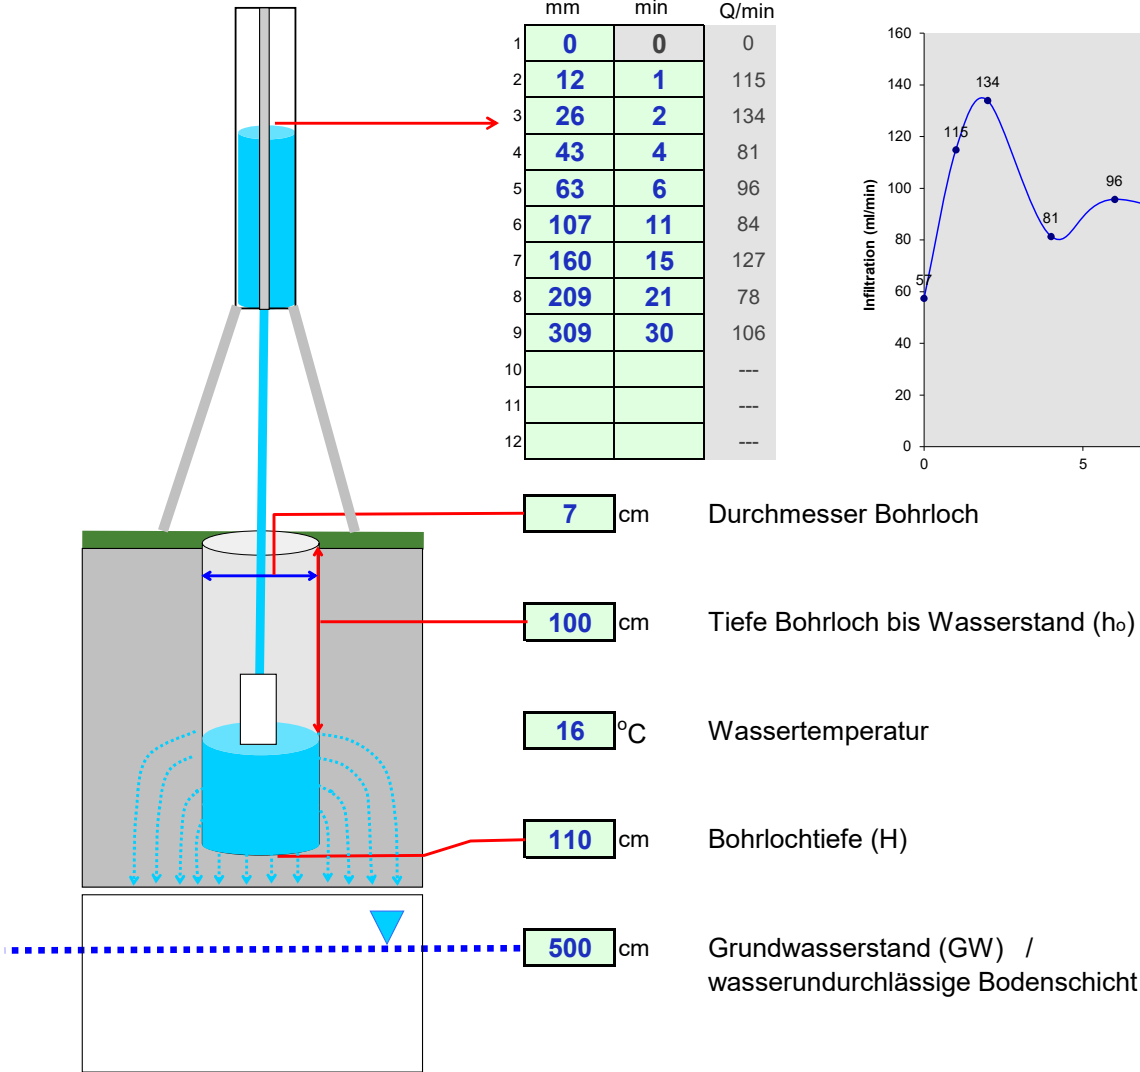 mm min Q/min
1 0 0 0
2 12 1 115
3 26 2 134
4 43 4 81
5 63 6 96
6 107 11 84
7 160 15 127
8 209 21 78
9 309 30 106
10 ---
11 ---
12 ---
160
140
120
100
80
60
40
20
0
Infiltration (ml/min)
57
115
134
81
96
0 5
7 cm Durchmesser Bohrloch
100 cm Tiefe Bohrloch bis Wasserstand (ho)
16 °C Wassertemperatur
110 cm Bohrlochtiefe (H)
500 cm Grundwasserstand (GW) /
wasserundurchlässige Bodenschicht